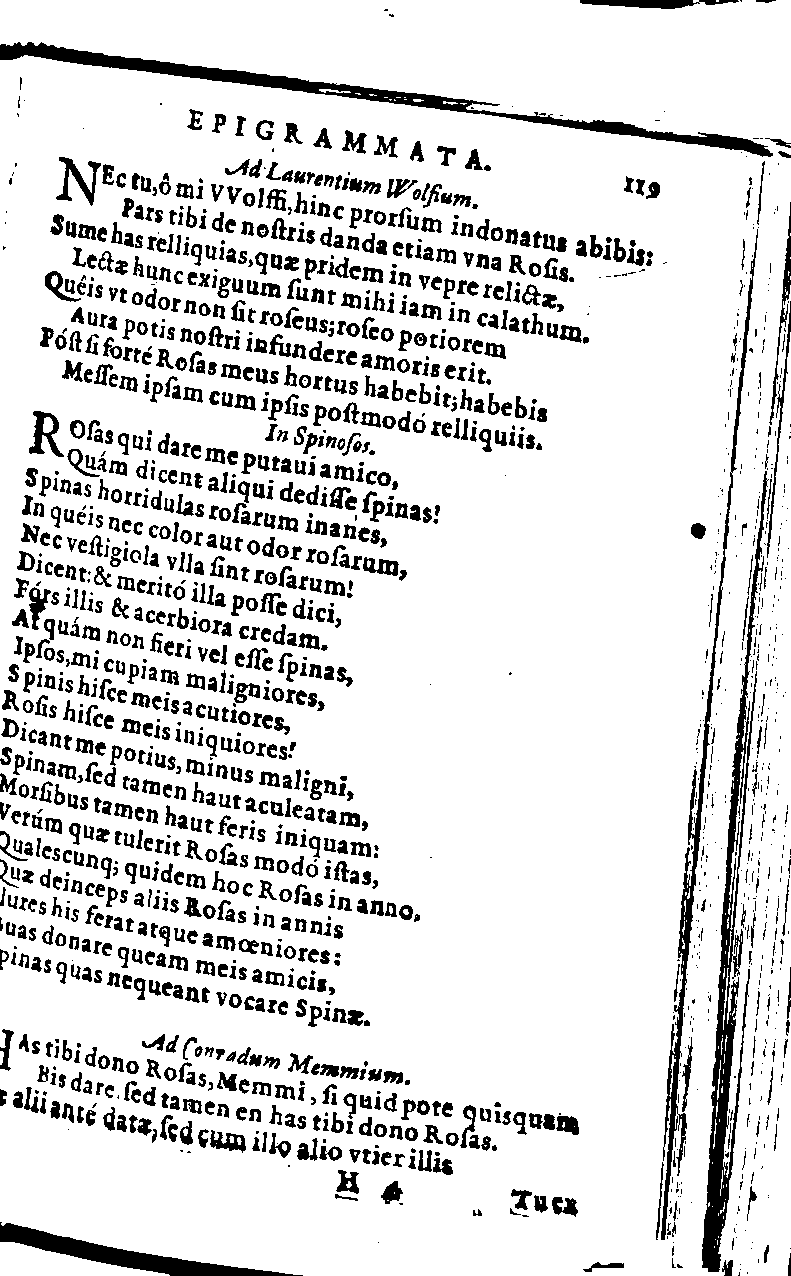 EPIGRAMMATA. 119
Ad Laurentium Wolfium.
NEc tu, ô mi VVolffi, hinc prorſum indonatus abibis:
Pars tibi de noſtris danda etiam vna Roſis.
Sume has relliquias, quæ pridem in vepre relictæ,
Lectæ hunc exiguum ſunt mihi iam in calathum.
Quêis vt odor non ſit roſeus; roſeo potiorem
Aura potis noſtri infundere amoris erit.
Póſt ſi forté Roſas meus hortus habebit; habebis
Meſſem ipſam cum ipſis poſtmodó relliquiis.
In Spinoſos.
ROſas qui dare me putaui amico,
Quám dicent aliqui dediſſe ſpinas!
Spinas horridulas roſarum inanes,
In quéis nec color aut odor roſarum,
Nec veſtigiola vlla ſint roſarum!
Dicent: & meritó illa poſſe dici,
Fórs illis & acerbiora credam.
At quám non fieri vel eſſe ſpinas,
Ipſos, mi cupiam maligniores,
Spinis hiſce meis acutiores,
Roſis hiſce meis iniquiores!
Dicant me potius, minus maligni,
Spinam, ſed tamen haut aculeatam,
Morſibus tamen haut feris iniquam:
Verúm quæ tulerit Roſas modó iſtas,
Qualescunq; quidem hoc Roſas in anno,
Quæ deinceps aliis Roſas in annis
lures his ferat atque amœniores:
uas donare queam meis amicis,
pinas quas nequeant vocare Spinæ.
Ad Conradum Memmium.
HAs tibi dono Roſas, Memmi, ſi quid pote quisquam
Bis dare. ſed tamen en has tibi dono Roſas.
alii anté datæ, ſed cum illo alio vtier illis
H 4 Tuca